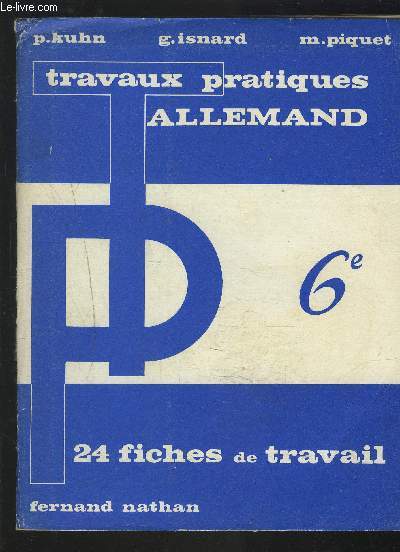 le-livre.com
p.kuhn g.isnard m.piquet
travaux pratiques
ALLEMAND
6e
24 fiches de travail
fernand nathan